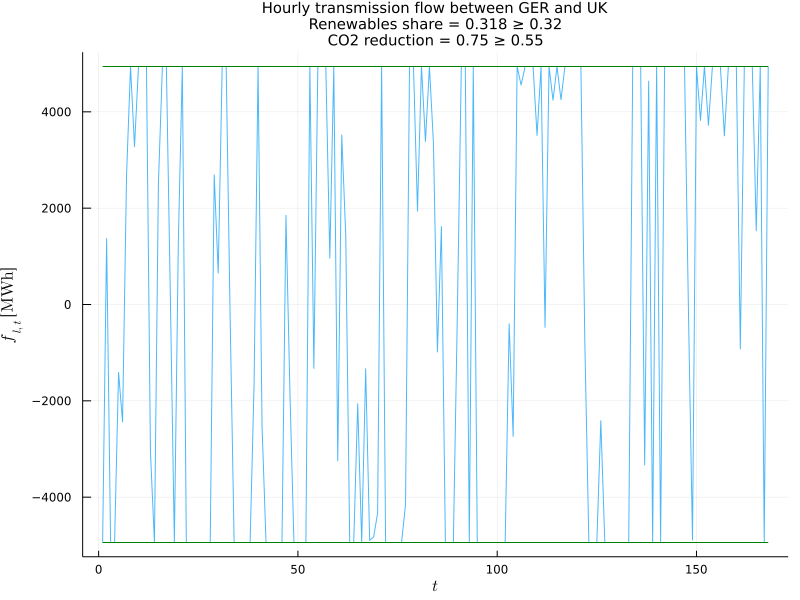 Hourly transmission flow between GER and UK
Renewables share = 0.318 ≥ 0.32
CO2 reduction = 0.75 ≥ 0.55
4000
2000
0
−2000
−4000
f_{l,t} [MWh]
0 50 100 150
t